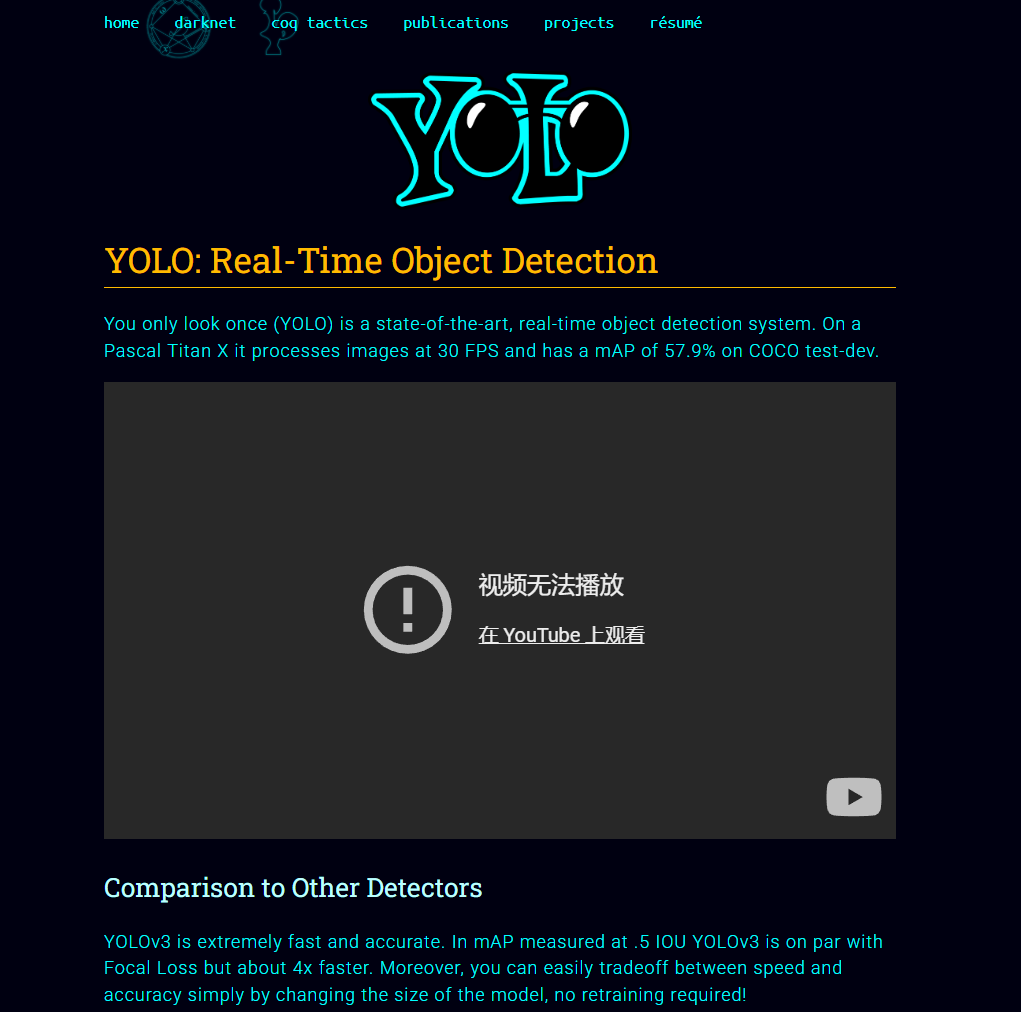 home darknet coq tactics publications projects résumé
YOLO
YOLO: Real-Time Object Detection
You only look once (YOLO) is a state-of-the-art, real-time object detection system. On a
Pascal Titan X it processes images at 30 FPS and has a mAP of 57.9% on COCO test-dev.
视频无法播放
在 YouTube 上观看
Comparison to Other Detectors
YOLOv3 is extremely fast and accurate. In mAP measured at .5 IOU YOLOv3 is on par with
Focal Loss but about 4x faster. Moreover, you can easily tradeoff between speed and
accuracy simply by changing the size of the model, no retraining required!